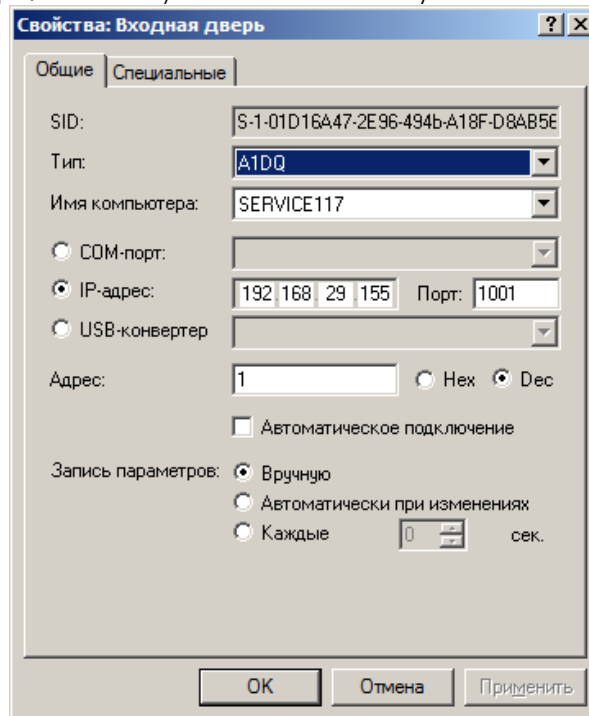 Свойства: Входная дверь
Общие Специальные
SID: S-1-01D16A47-2E96-494b-A18F-D8AB5E
Тип: A1DQ
Имя компьютера: SERVICE117
COM-порт:
IP-адрес: 192.168.29.155 Порт: 1001
USB-конвертер
Адрес: 1 Hex Dec
Автоматическое подключение
Запись параметров: Вручную
Автоматически при изменениях
Каждые 0 сек.
OK Отмена Применить